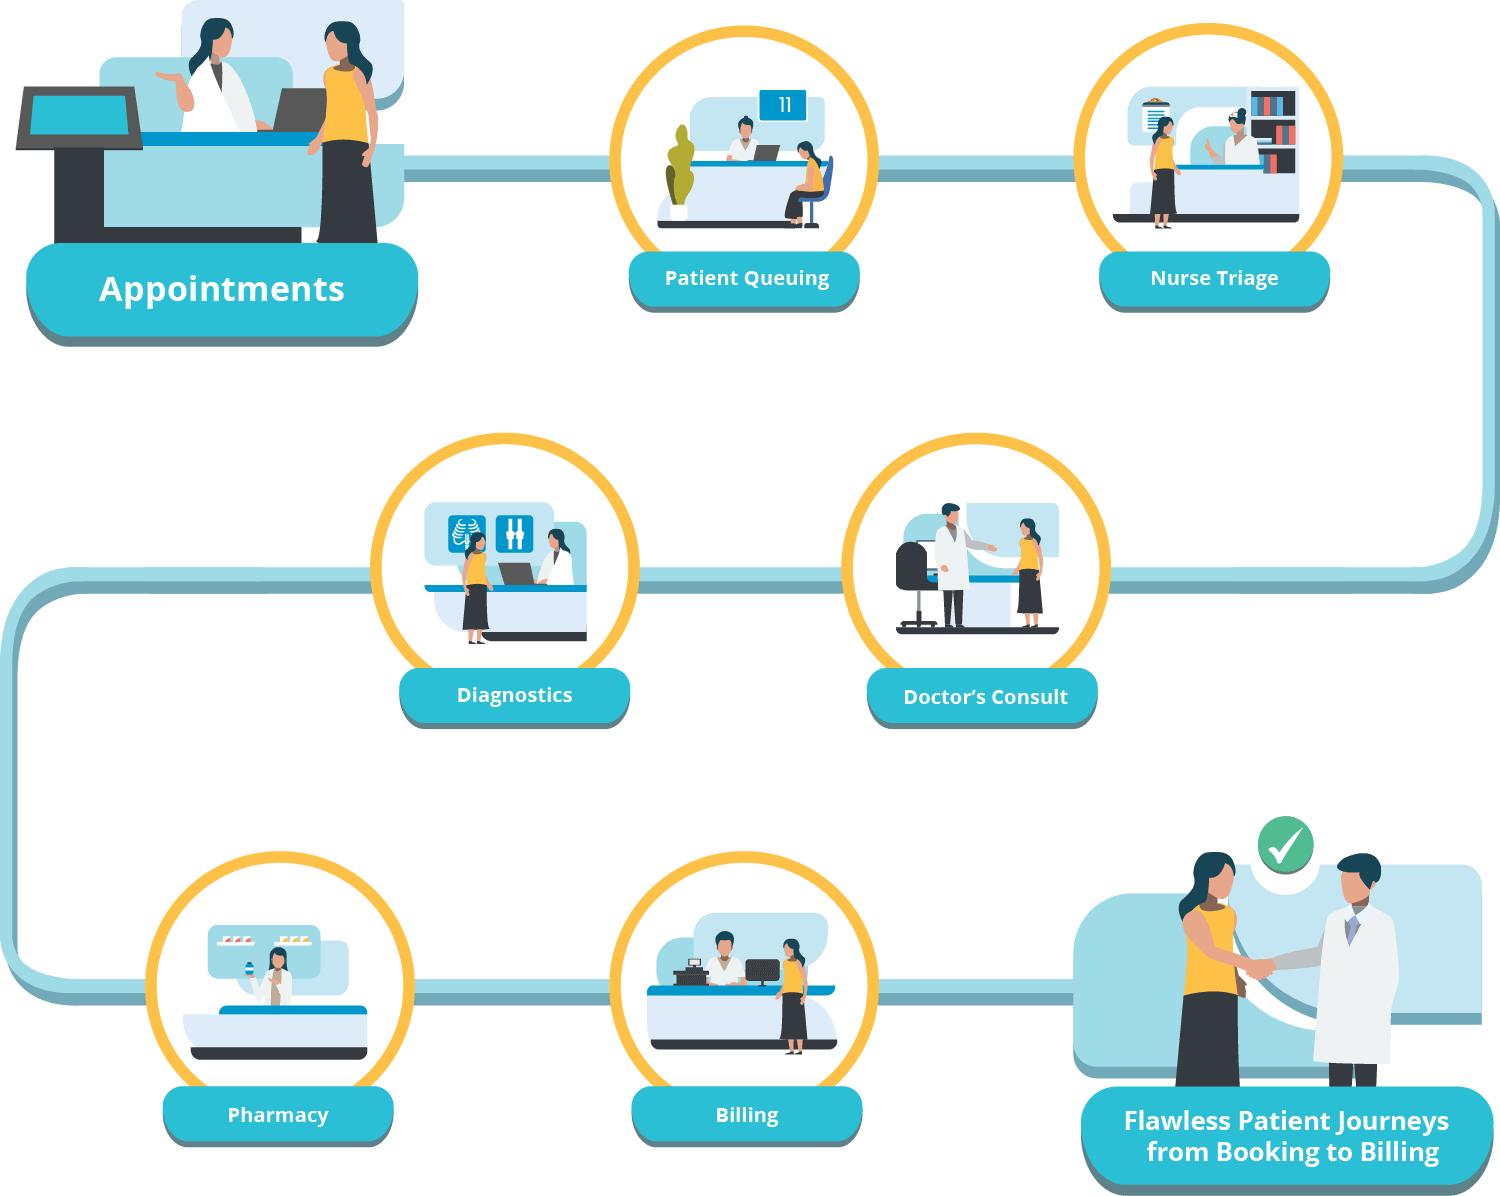 11
Appointments
Patient Queuing
Nurse Triage
Doctor’s Consult
Diagnostics
Pharmacy
Billing
Flawless Patient Journeys
from Booking to Billing